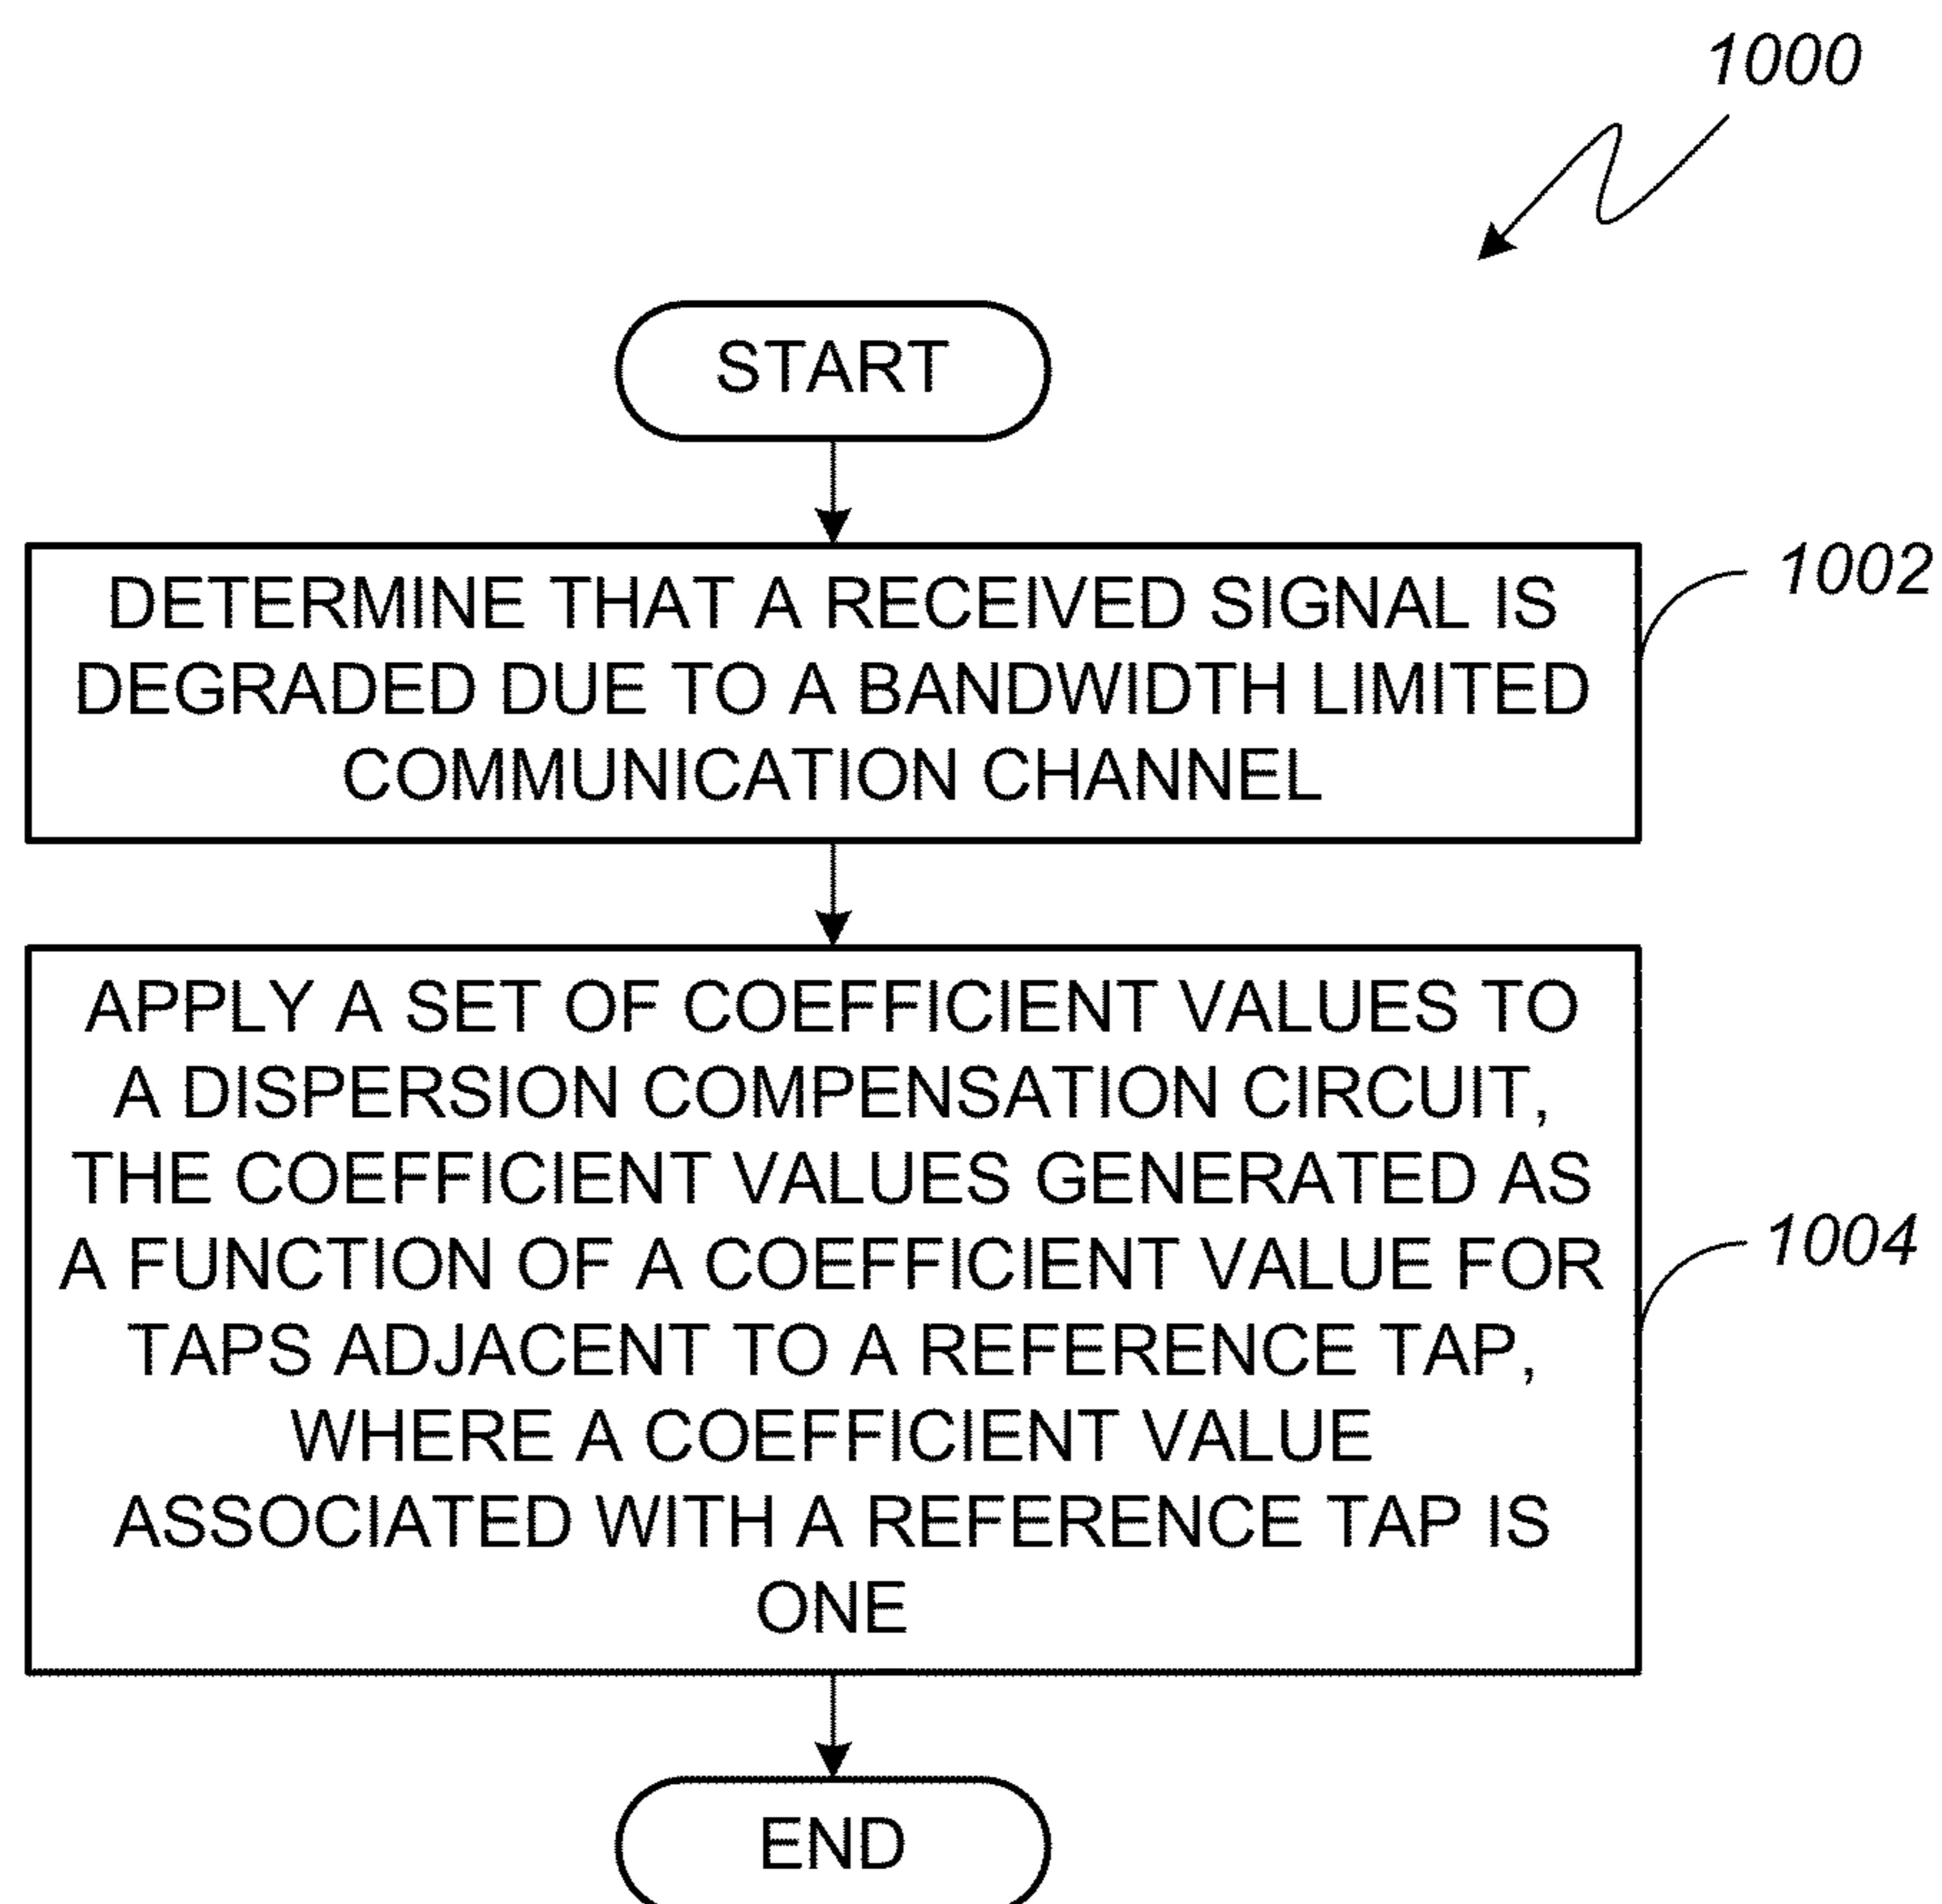 1000
START
DETERMINE THAT A RECEIVED SIGNAL IS
DEGRADED DUE TO A BANDWIDTH LIMITED
COMMUNICATION CHANNEL
1002
APPLY A SET OF COEFFICIENT VALUES TO
A DISPERSION COMPENSATION CIRCUIT,
THE COEFFICIENT VALUES GENERATED AS
A FUNCTION OF A COEFFICIENT VALUE FOR
TAPS ADJACENT TO A REFERENCE TAP,
WHERE A COEFFICIENT VALUE
ASSOCIATED WITH A REFERENCE TAP IS
ONE
1004
END